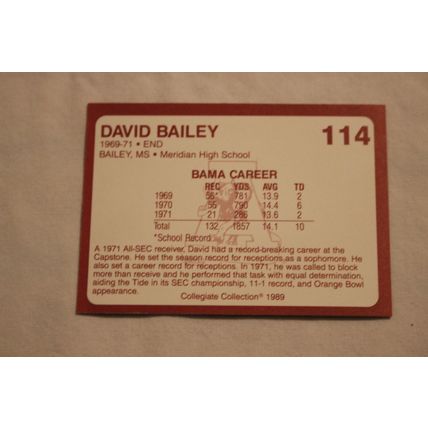 DAVID BAILEY 114
1969-71 • END
BAILEY, MS • Meridian High School
BAMA CAREER
REC YDS AVG TD
1969 56* 781 13.9 2
1970 55 790 14.4 6
1971 21 286 13.6 2
Total 132 1857 14.1 10
*School Record
A 1971 All-SEC receiver, David had a record-breaking career at the
Capstone. He set the season record for receptions as a sophomore. He
also set a career record for receptions. In 1971, he was called to block
more than receive and he performed that task with equal determination,
aiding the Tide in its SEC championship, 11-1 record, and Orange Bowl
appearance.
Collegiate Collection® 1989